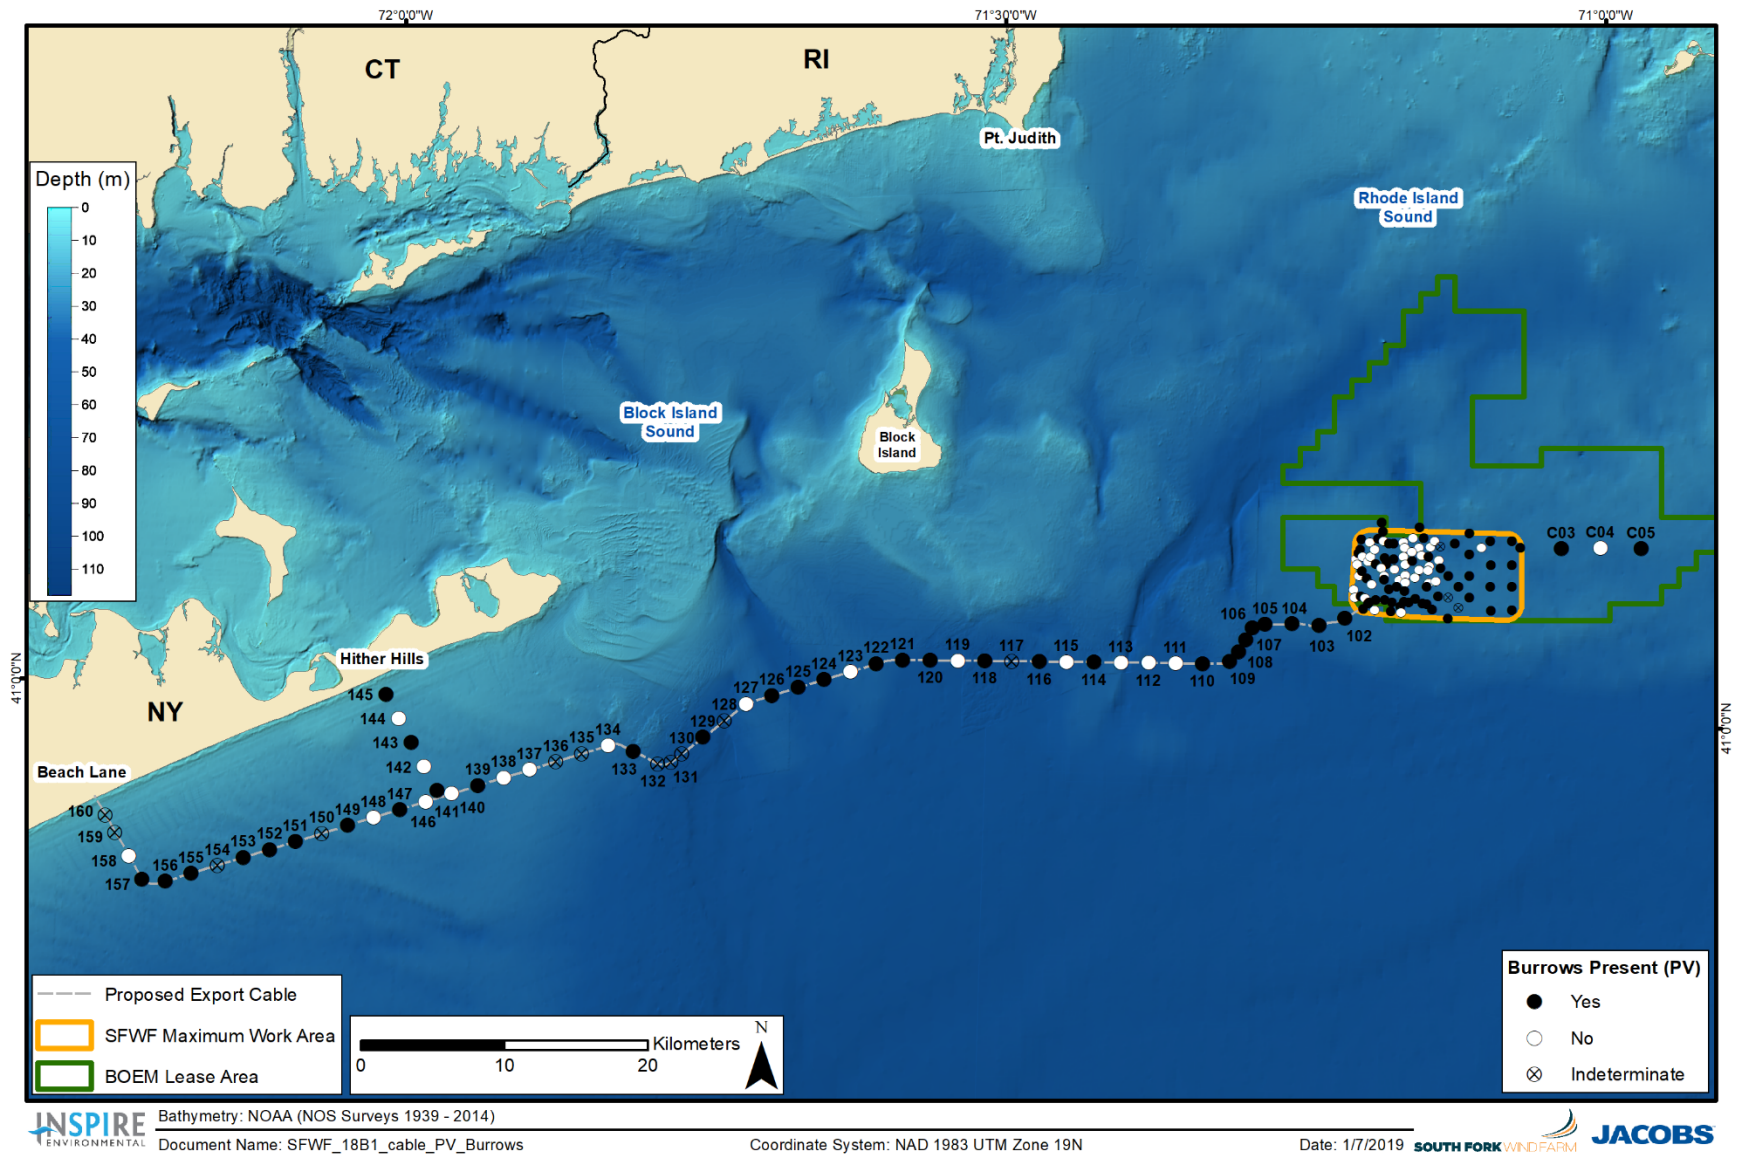 72°0'0"W
71°30'0"W
71°0'0"W
CT
RI
Pt. Judith
Depth (m)
0
10
20
30
40
50
60
70
80
90
100
110
Rhode Island
Sound
Block Island
Sound
Block
Island
C03
C04
C05
106
105
104
102
103
107
108
109
110
111
112
113
114
115
116
117
118
119
120
121
122
123
124
125
126
127
128
129
130
131
132
133
134
135
136
137
138
139
140
141
142
143
144
145
146
147
148
149
150
151
152
153
154
155
156
157
158
159
160
Hither Hills
NY
Beach Lane
41°0'0"N
41°0'0"N
Proposed Export Cable
SFWF Maximum Work Area
BOEM Lease Area
Kilometers
0
10
20
N
Burrows Present (PV)
Yes
No
Indeterminate
INSPIRE
ENVIRONMENTAL
Bathymetry: NOAA (NOS Surveys 1939 - 2014)
Document Name: SFWF_18B1_cable_PV_Burrows
Coordinate System: NAD 1983 UTM Zone 19N
Date: 1/7/2019
SOUTH FORK WIND FARM
JACOBS